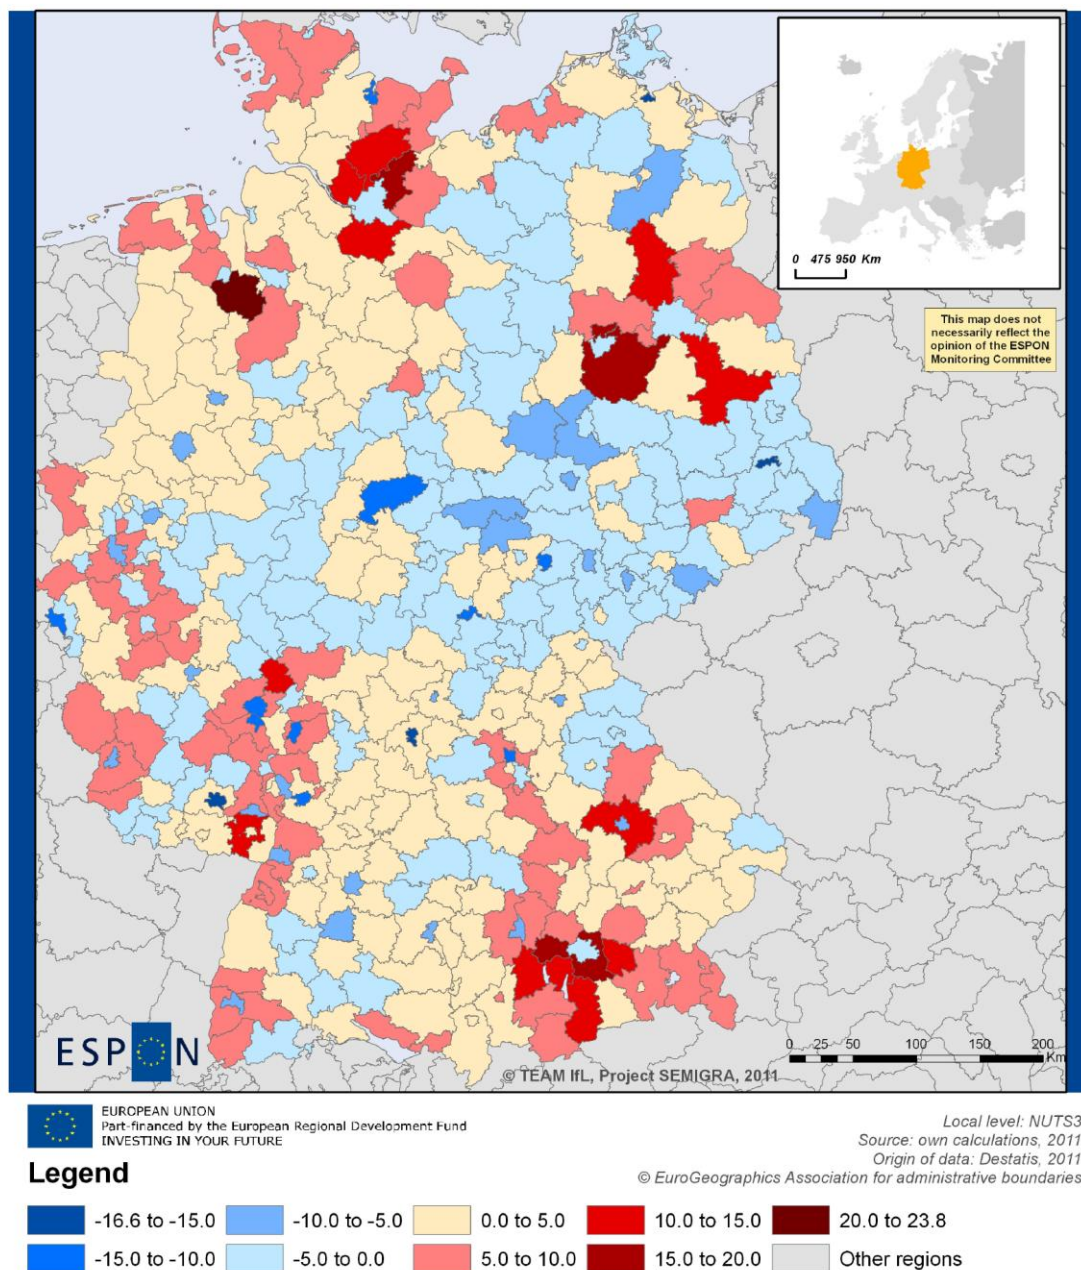 0 475 950 Km
This map does not
necessarily reflect the
opinion of the ESPON
Monitoring Committee
ESPON
0 25 50 100 150 200
Km
© TEAM IfL, Project SEMIGRA, 2011
EUROPEAN UNION
Part-financed by the European Regional Development Fund
INVESTING IN YOUR FUTURE
Local level: NUTS3
Source: own calculations, 2011
Origin of data: Destatis, 2011
© EuroGeographics Association for administrative boundaries
Legend
-16.6 to -15.0 -10.0 to -5.0 0.0 to 5.0 10.0 to 15.0 20.0 to 23.8
-15.0 to -10.0 -5.0 to 0.0 5.0 to 10.0 15.0 to 20.0 Other regions